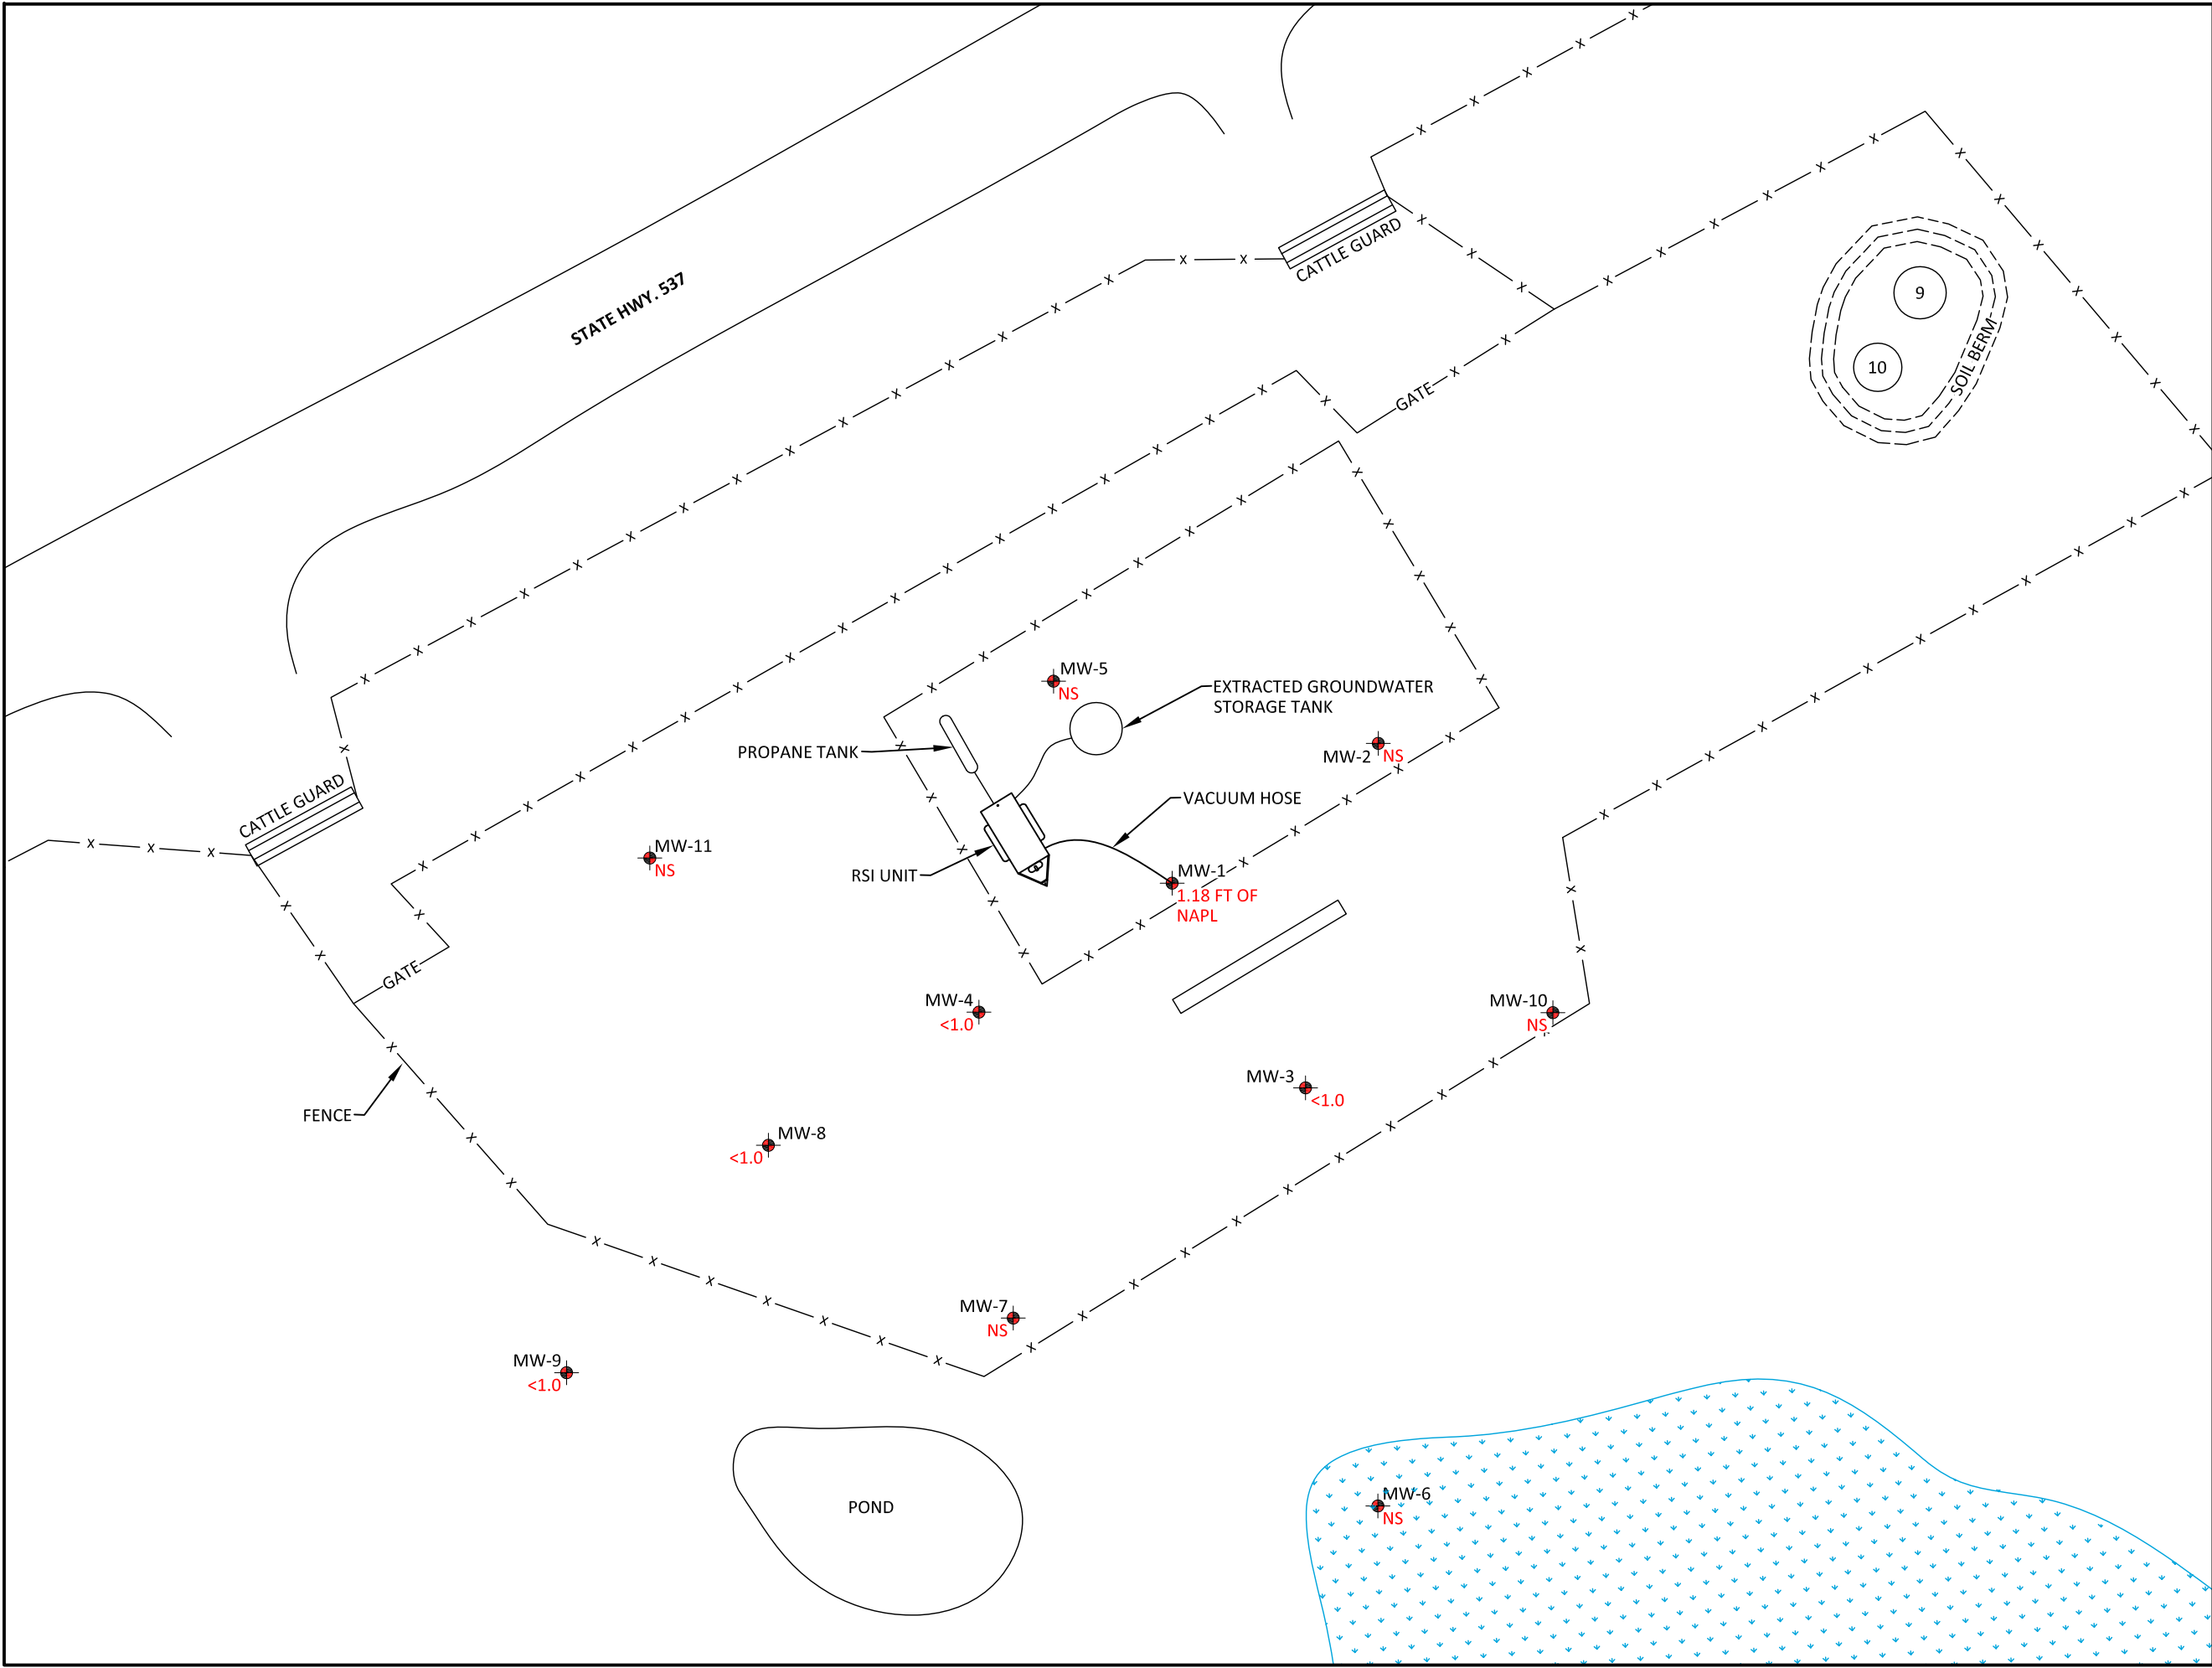 STATE HWY. 537
CATTLE GUARD
9
10
SOIL BERM
GATE
MW-5
NS
EXTRACTED GROUNDWATER
STORAGE TANK
PROPANE TANK
MW-2
NS
VACUUM HOSE
CATTLE GUARD
MW-11
NS
RSI UNIT
MW-1
1.18 FT OF
NAPL
GATE
MW-4
<1.0
MW-10
NS
MW-3
<1.0
FENCE
MW-8
<1.0
MW-7
NS
MW-9
<1.0
MW-6
NS
POND